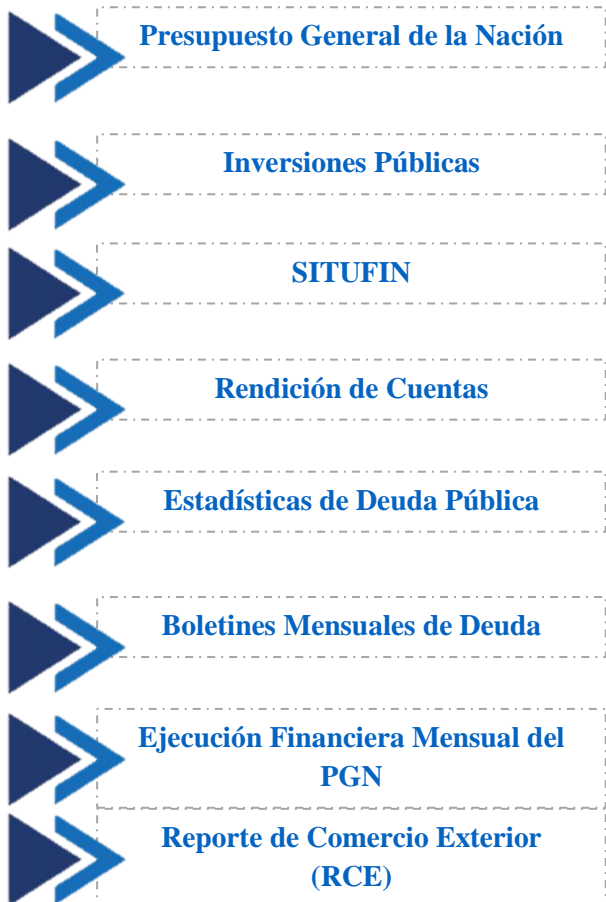 Presupuesto General de la Nación
Inversiones Públicas
SITUFIN
Rendición de Cuentas
Estadísticas de Deuda Pública
Boletines Mensuales de Deuda
Ejecución Financiera Mensual del
PGN
Reporte de Comercio Exterior
(RCE)